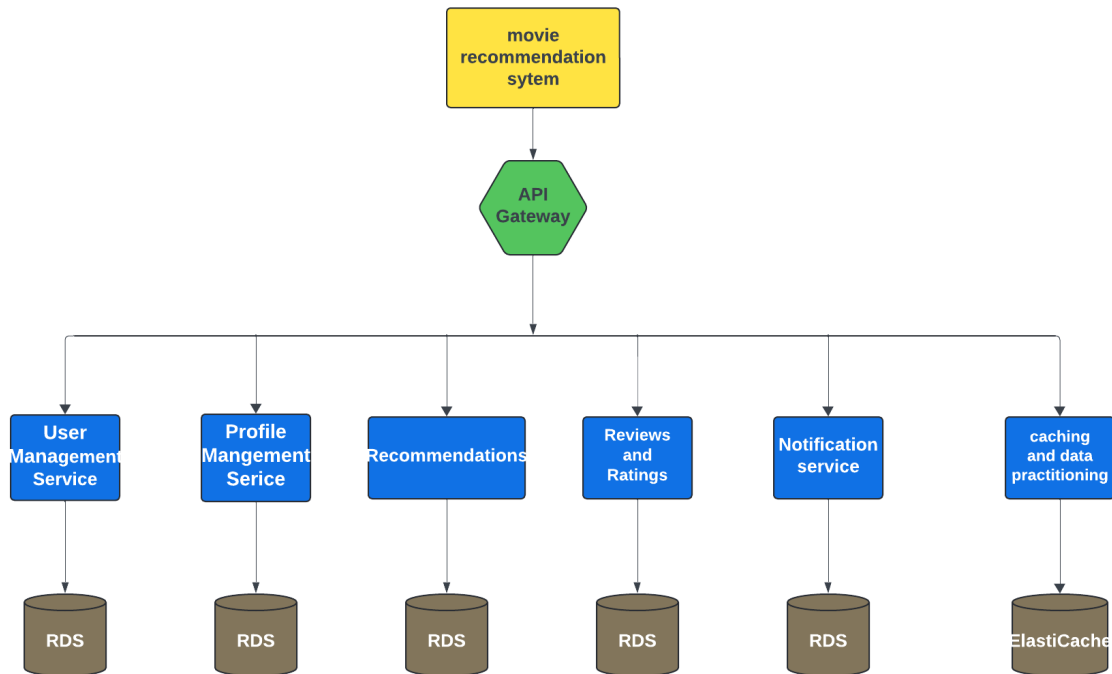 movie
recommendation
sytem
API
Gateway
User
Management
Service
Profile
Mangement
Serice
Recommendations
Reviews
and
Ratings
Notification
service
caching
and data
practitioning
RDS
RDS
RDS
RDS
RDS
ElastiCache